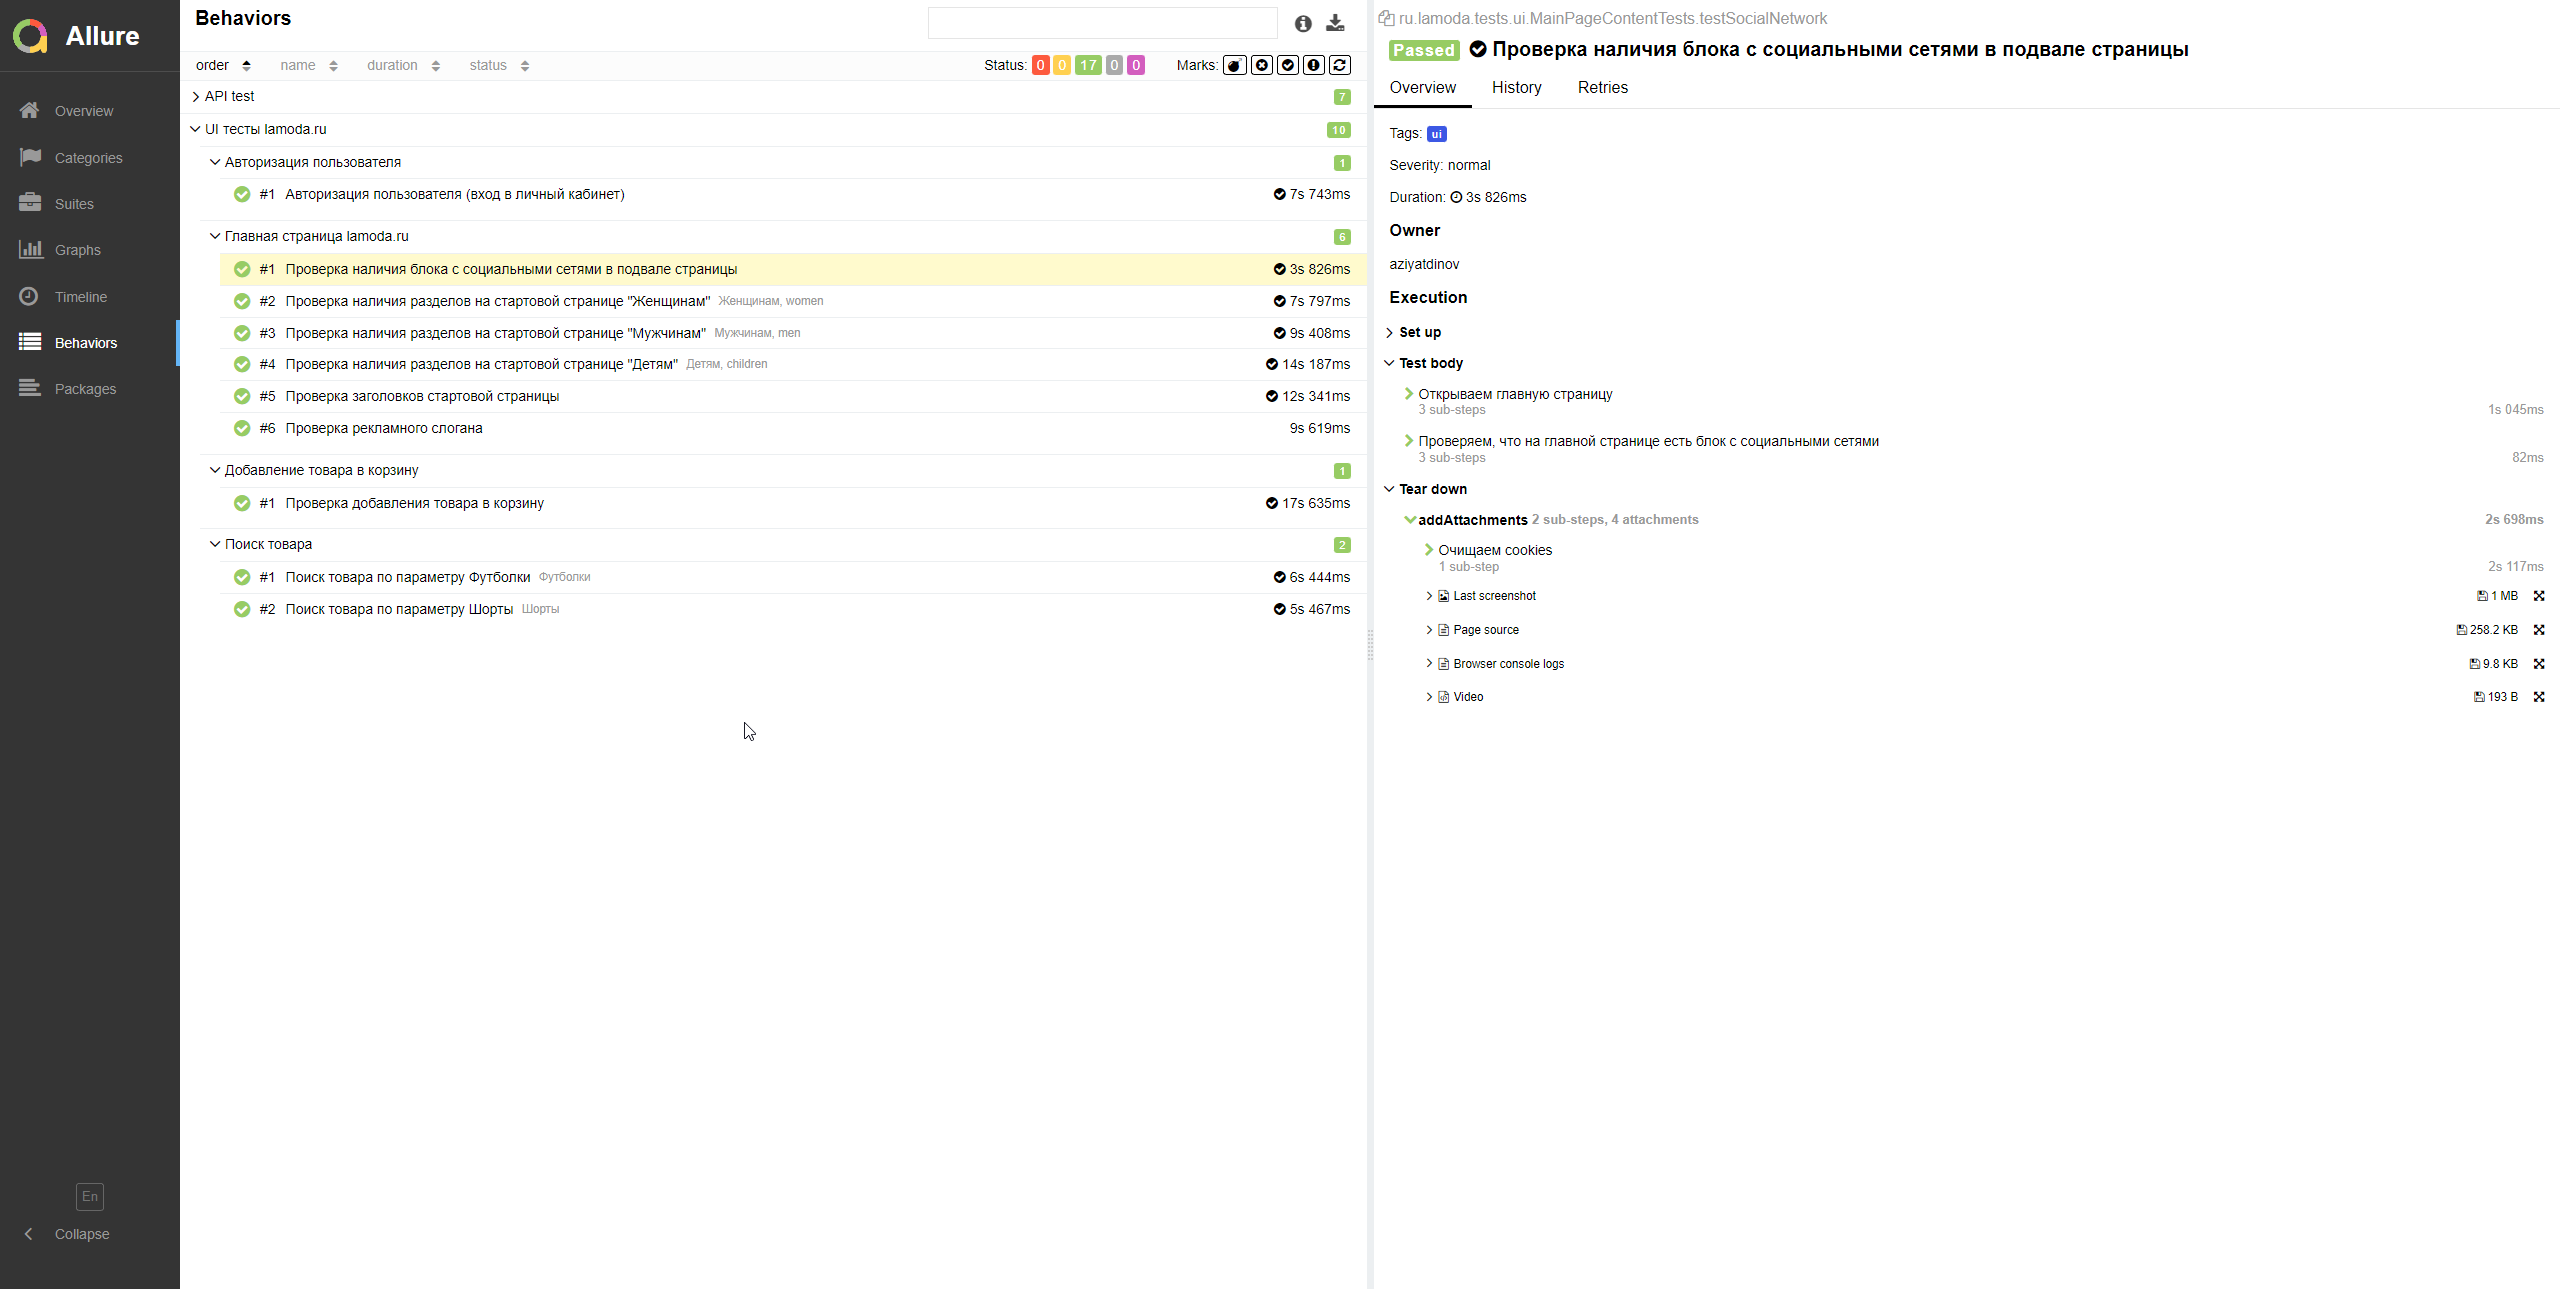 Allure
Overview
Categories
Suites
Graphs
Timeline
Behaviors
Packages
En
Collapse
Behaviors
order name duration status Status: 0 0 17 0 0 Marks:
API test 7
UI тесты lamoda.ru 10
Авторизация пользователя 1
#1 Авторизация пользователя (вход в личный кабинет) 7s 743ms
Главная страница lamoda.ru 6
#1 Проверка наличия блока с социальными сетями в подвале страницы 3s 826ms
#2 Проверка наличия разделов на стартовой странице "Женщинам" Женщинам, women 7s 797ms
#3 Проверка наличия разделов на стартовой странице "Мужчинам" Мужчинам, men 9s 408ms
#4 Проверка наличия разделов на стартовой странице "Детям" Детям, children 14s 187ms
#5 Проверка заголовков стартовой страницы 12s 341ms
#6 Проверка рекламного слогана 9s 619ms
Добавление товара в корзину 1
#1 Проверка добавления товара в корзину 17s 635ms
Поиск товара 2
#1 Поиск товара по параметру Футболки Футболки 6s 444ms
#2 Поиск товара по параметру Шорты Шорты 5s 467ms
ru.lamoda.tests.ui.MainPageContentTests.testSocialNetwork
Passed Проверка наличия блока с социальными сетями в подвале страницы
Overview History Retries
Tags: ui
Severity: normal
Duration: 3s 826ms
Owner
aziyatdinov
Execution
Set up
Test body
Открываем главную страницу
3 sub-steps 1s 045ms
Проверяем, что на главной странице есть блок с социальными сетями
3 sub-steps 82ms
Tear down
addAttachments 2 sub-steps, 4 attachments 2s 698ms
Очищаем cookies
1 sub-step 2s 117ms
Last screenshot 1 MB
Page source 258.2 KB
Browser console logs 9.8 KB
Video 193 B